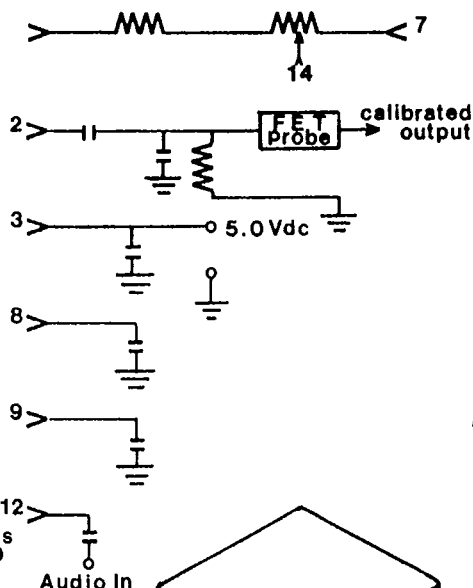 7
14
2
FET
Probe
calibrated
output
3
5.0 Vdc
8
9
12
s
Audio In